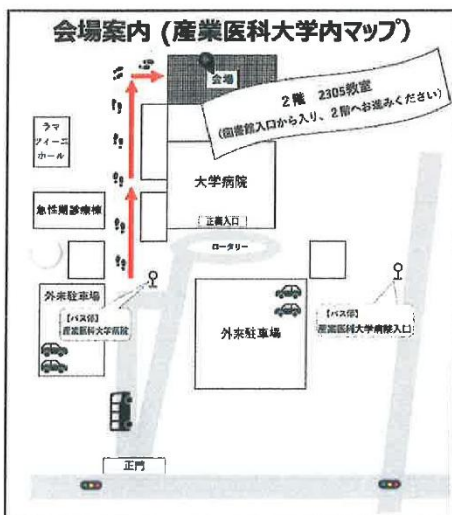 会場案内（産業医科大学内マップ）
会場
2階 2305教室
（図書館入口から入り、2階へお進みください）
ラマ
ツィーニ
ホール
大学病院
急性期診療棟
正面入口
ロータリー
外来駐車場
【バス停】
産業医科大学病院
外来駐車場
【バス停】
産業医科大学病院入口
正門